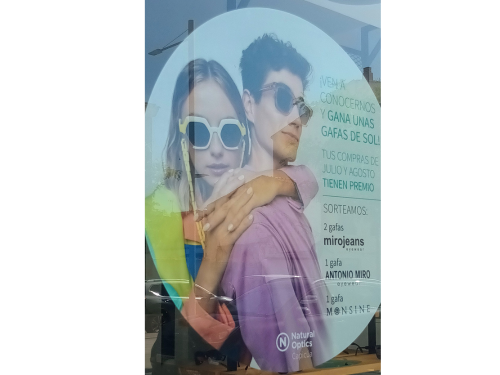 ¡VEN A
CONOCERNOS
Y GANA UNAS
GAFAS DE SOL!
TUS COMPRAS DE
JULIO Y AGOSTO
TIENEN PREMIO
SORTEAMOS:
2 gafas
mirojeans
1 gafa
ANTONIO MIRO
1 gafa
MONSINE
N
Natural
Optics